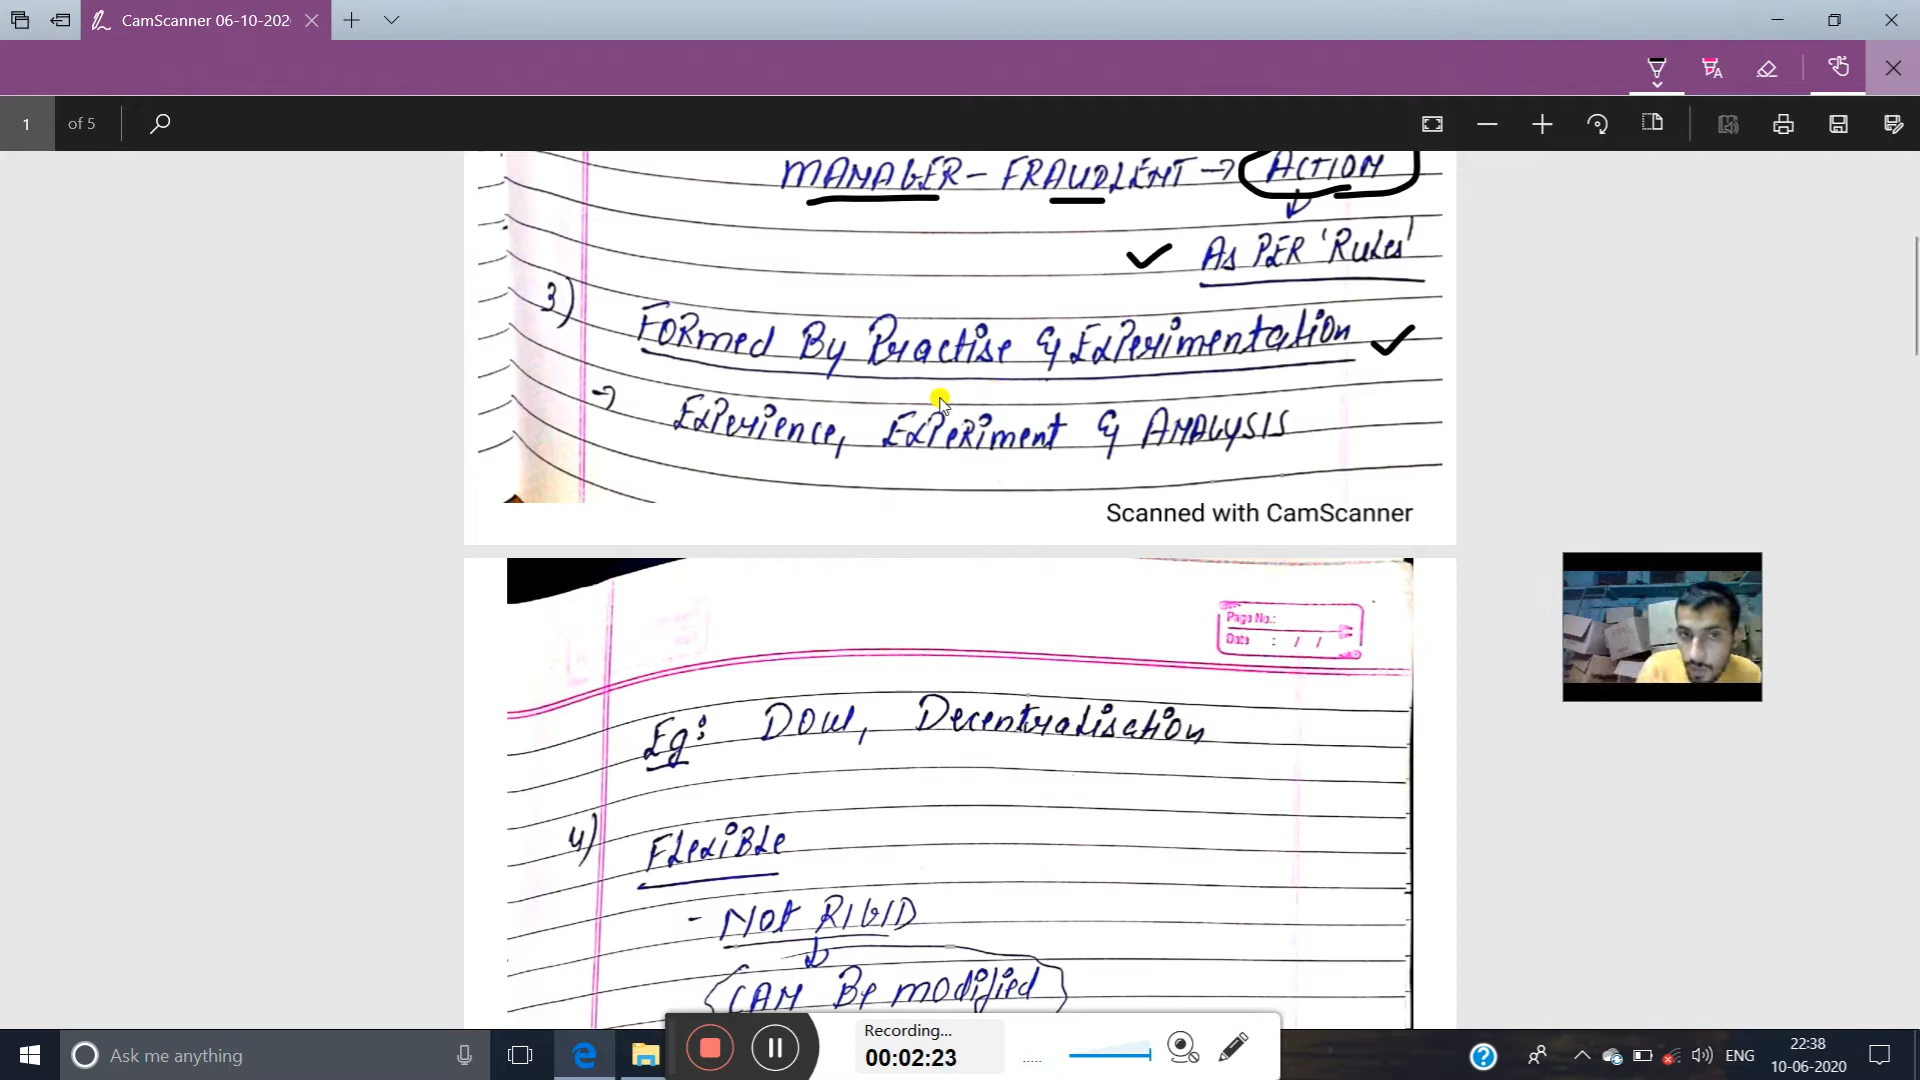 CamScanner 06-10-202
1 of 5
MANAGER - FRAUDLENT → ACTION
As PER 'Rules'
3)
Formed By Practise & Experimentation
→ Experience, Experiment & ANALYSIS
Scanned with CamScanner
Page No.:
Date : / /
Eg: DOW, Decentralisation
4) Flexible
- Not RIGID
CAN Be modified
Recording...
00:02:23
Ask me anything
ENG
22:38
10-06-2020